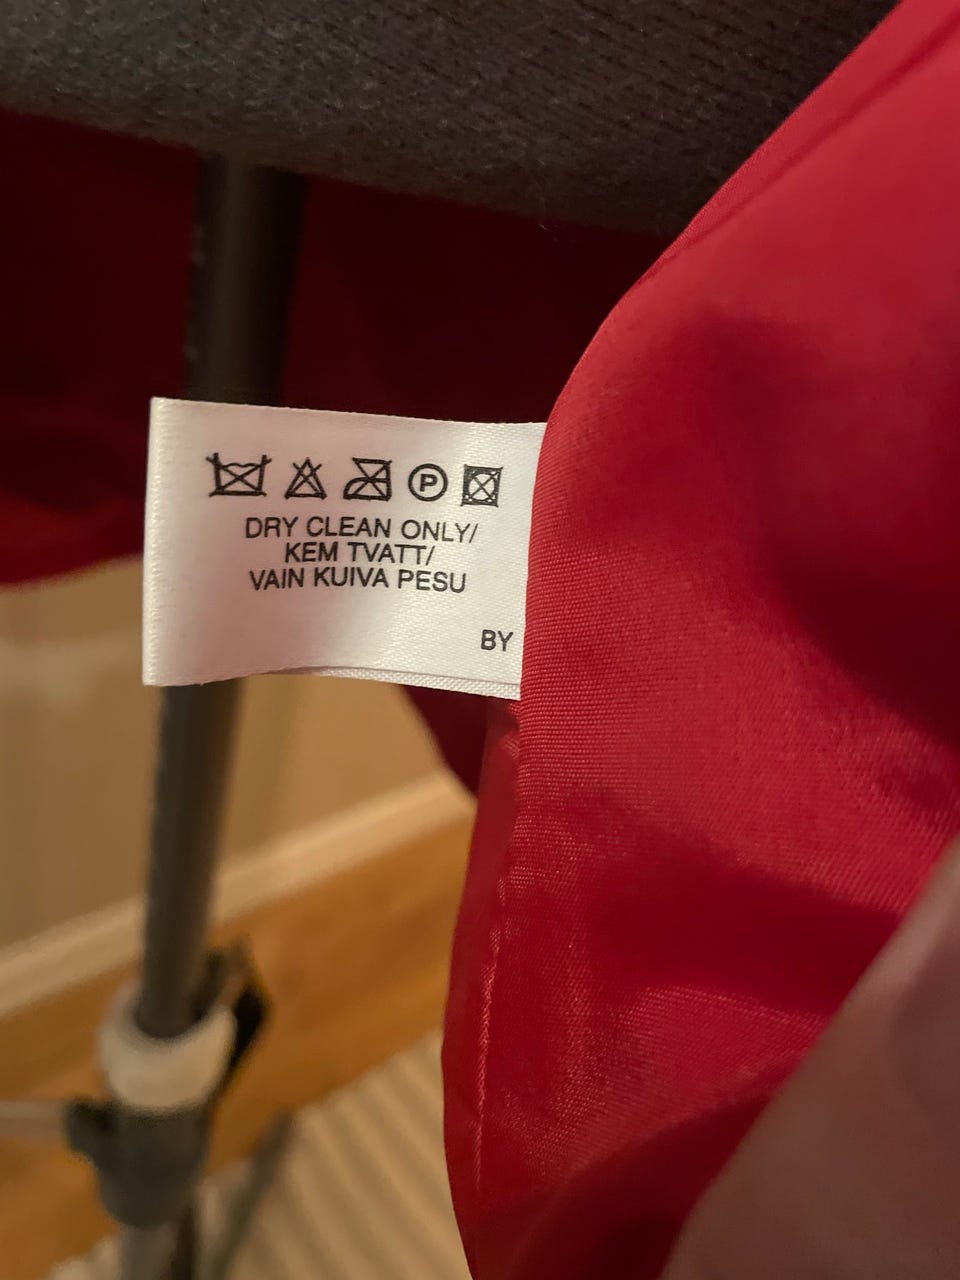 P
DRY CLEAN ONLY/
KEM TVATT/
VAIN KUIVA PESU
BY